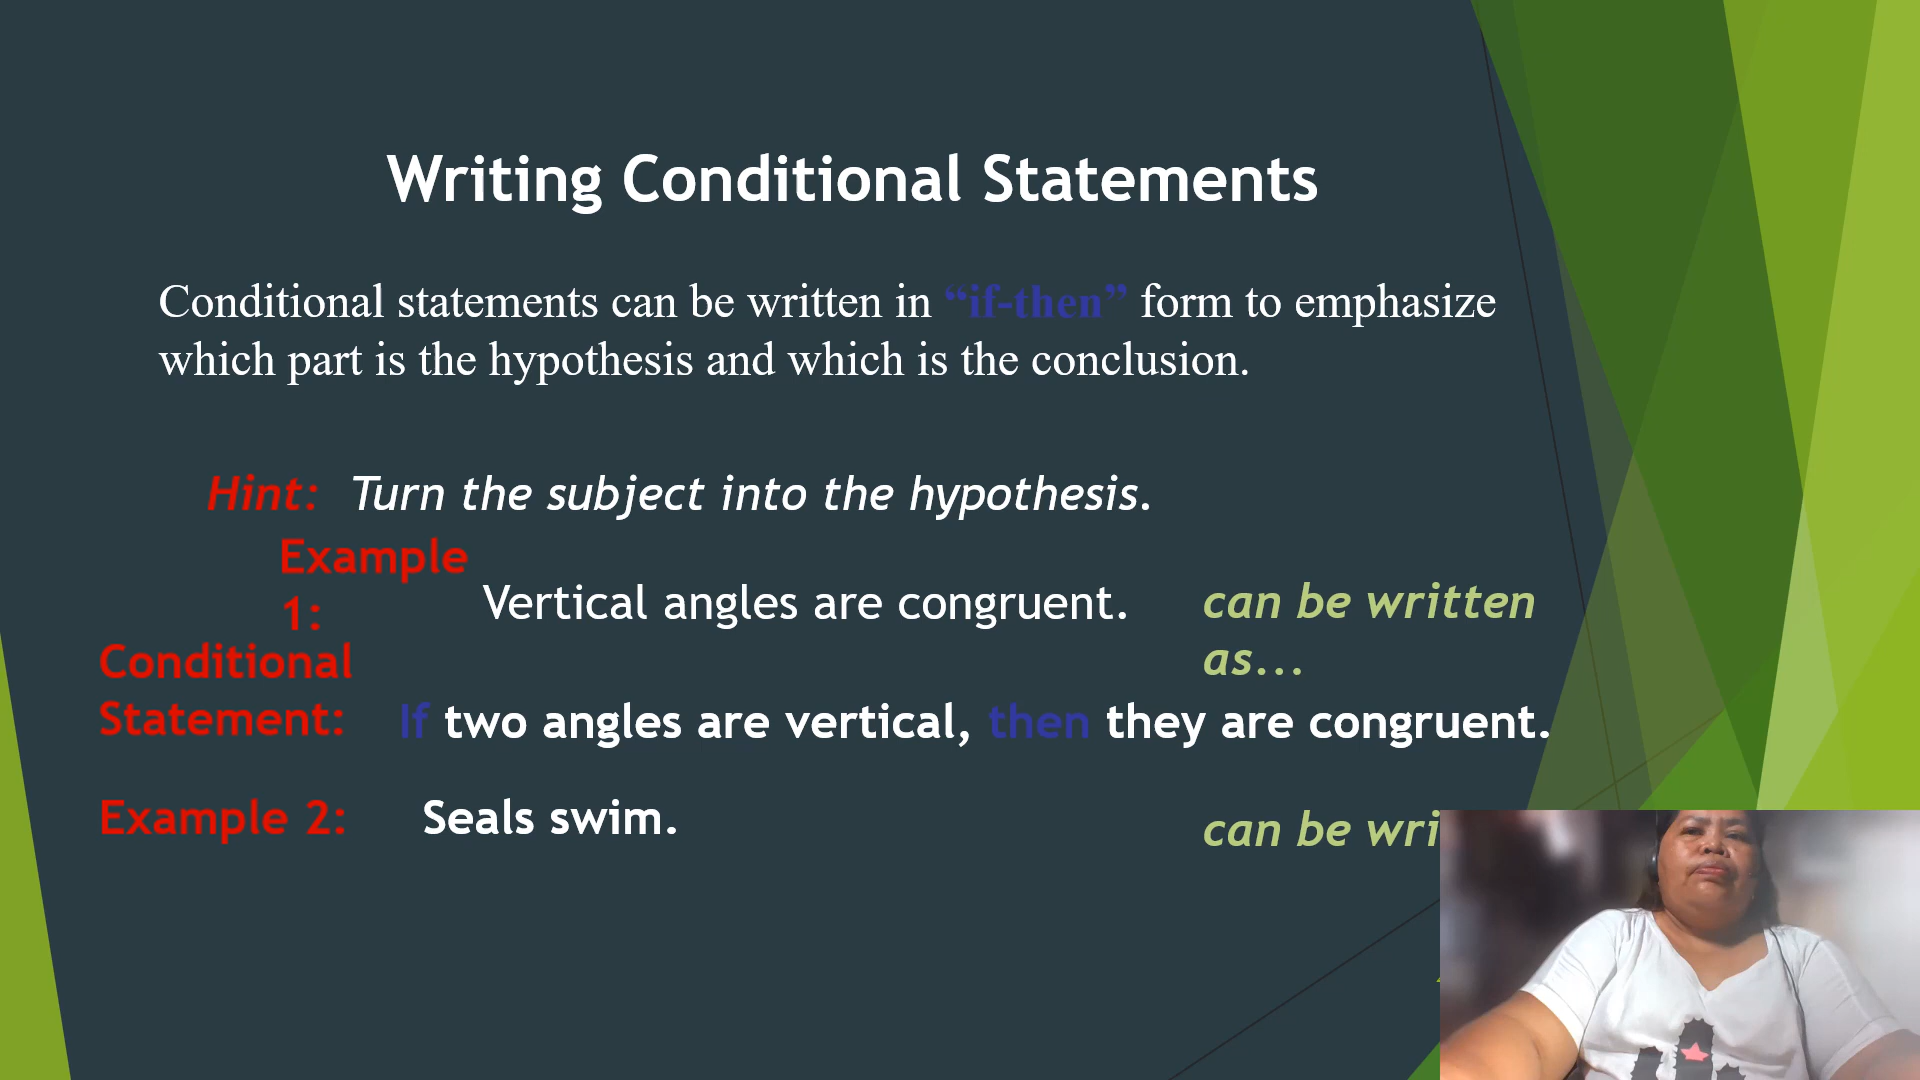 Writing Conditional Statements
Conditional statements can be written in “if-then” form to emphasize
which part is the hypothesis and which is the conclusion.
Hint: Turn the subject into the hypothesis.
Example
1:
Vertical angles are congruent.
can be written
as...
Conditional
Statement:
If two angles are vertical, then they are congruent.
Example 2:
Seals swim.
can be